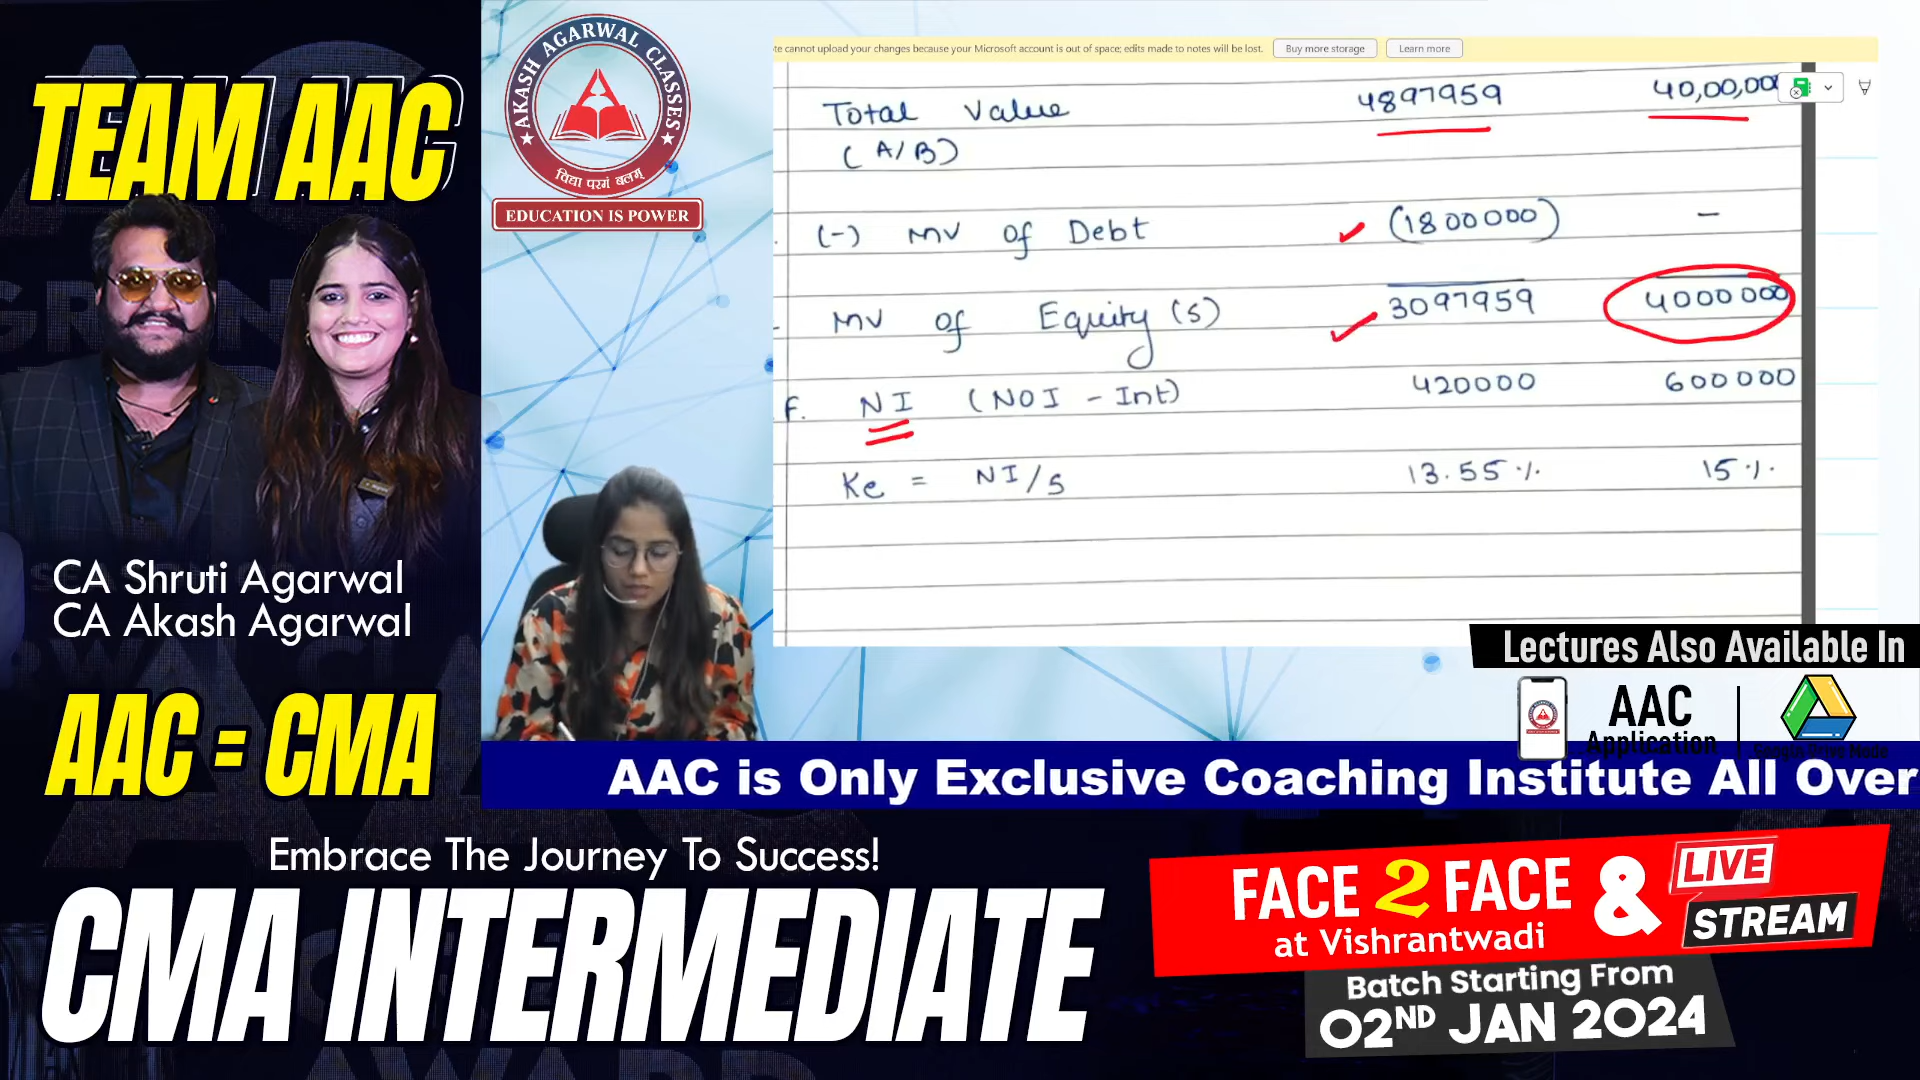 TEAM AAC
CA Shruti Agarwal
CA Akash Agarwal
AAC = CMA
AKASH AGARWAL CLASSES
विद्या परमं बलम्
EDUCATION IS POWER
cannot upload your changes because your Microsoft account is out of space; edits made to notes will be lost. Buy more storage Learn more
Total Value 4897959 40,00,000
(A/B)
(-) MV of Debt (1800000) -
MV of Equity (S) 3097959 4000000
F. NI (NOI - Int) 420000 600000
Ke = NI/S 13.55 % 15 %.
Lectures Also Available In
AAC
Application
Google Drive Mode
AAC is Only Exclusive Coaching Institute All Over
Embrace The Journey To Success!
CMA INTERMEDIATE
FACE 2 FACE &
at Vishrantwadi
LIVE
STREAM
Batch Starting From
02ND JAN 2024